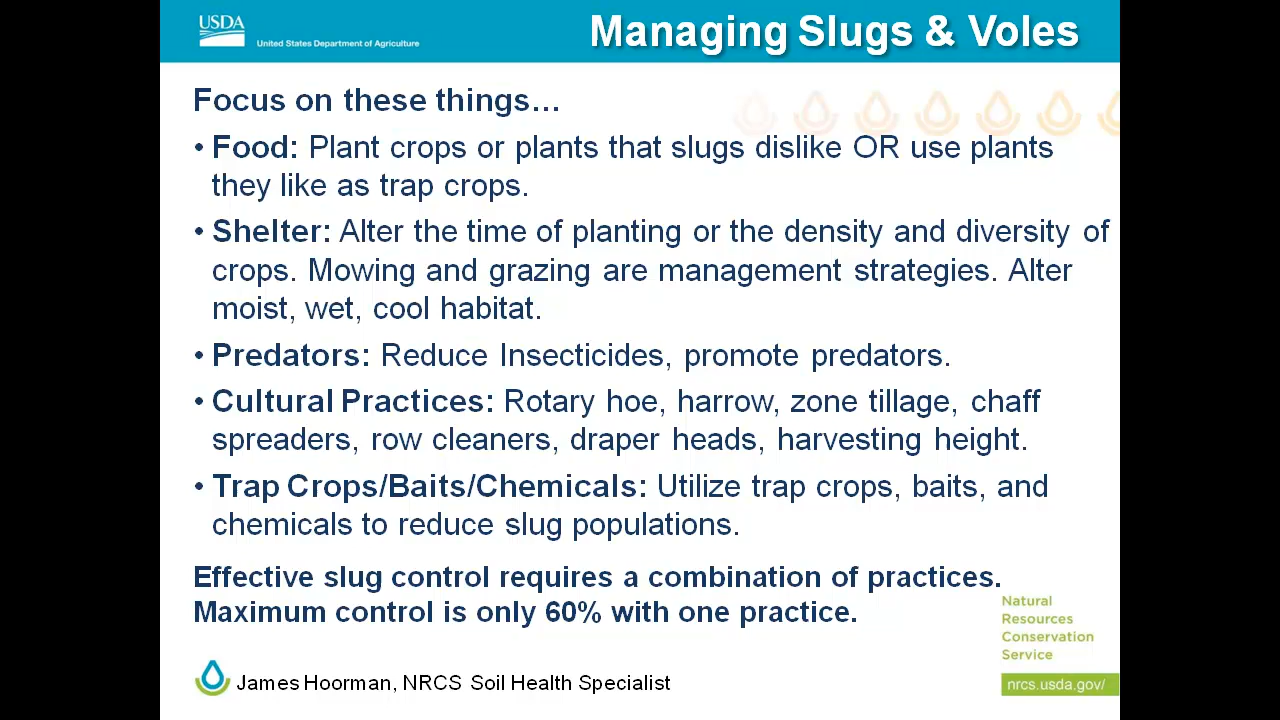 USDA
United States Department of Agriculture
Managing Slugs & Voles
Focus on these things…
• Food: Plant crops or plants that slugs dislike OR use plants
they like as trap crops.
• Shelter: Alter the time of planting or the density and diversity of
crops. Mowing and grazing are management strategies. Alter
moist, wet, cool habitat.
• Predators: Reduce Insecticides, promote predators.
• Cultural Practices: Rotary hoe, harrow, zone tillage, chaff
spreaders, row cleaners, draper heads, harvesting height.
• Trap Crops/Baits/Chemicals: Utilize trap crops, baits, and
chemicals to reduce slug populations.
Effective slug control requires a combination of practices.
Maximum control is only 60% with one practice.
Natural
Resources
Conservation
Service
nrcs.usda.gov/
James Hoorman, NRCS Soil Health Specialist